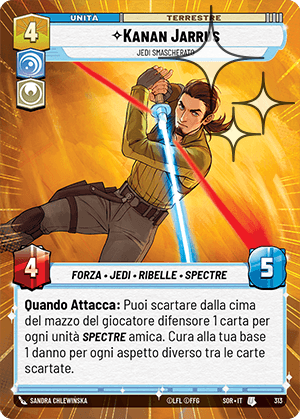 UNITÀ TERRESTRE
4
✧KANAN JARRUS
JEDI SMASCHERATO
4
5
FORZA • JEDI • RIBELLE • SPECTRE
Quando Attacca: Puoi scartare dalla cima
del mazzo del giocatore difensore 1 carta per
ogni unità SPECTRE amica. Cura alla tua base
1 danno per ogni aspetto diverso tra le carte
scartate.
SANDRA CHLEWIŃSKA ©LFL ©FFG SOR • IT 313